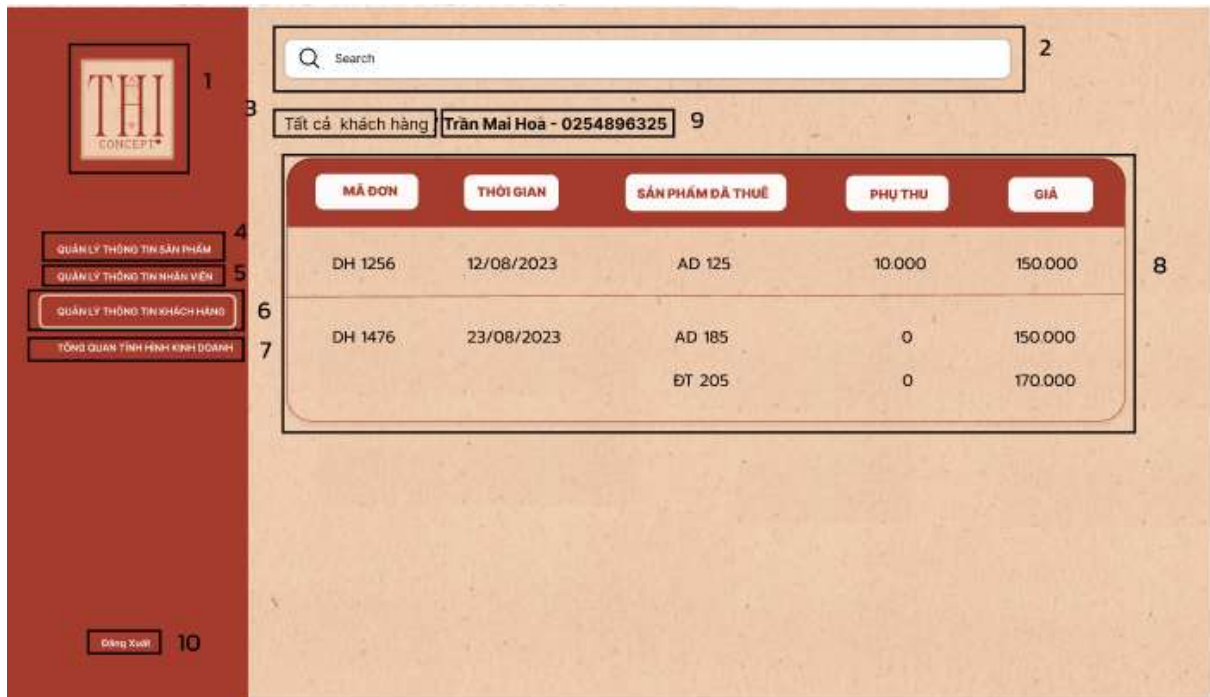 THI
CONCEPT
1
Search
2
3
Tất cả khách hàng / Trần Mai Hoà - 0254896325
9
MÃ ĐƠN THỜI GIAN SẢN PHẨM ĐÃ THUÊ PHỤ THU GIÁ
DH 1256 12/08/2023 AD 125 10.000 150.000
DH 1476 23/08/2023 AD 185 0 150.000
ĐT 205 0 170.000
8
QUẢN LÝ THÔNG TIN SẢN PHẨM
4
QUẢN LÝ THÔNG TIN NHÂN VIÊN
5
QUẢN LÝ THÔNG TIN KHÁCH HÀNG
6
TỔNG QUAN TÌNH HÌNH KINH DOANH
7
Đăng Xuất
10